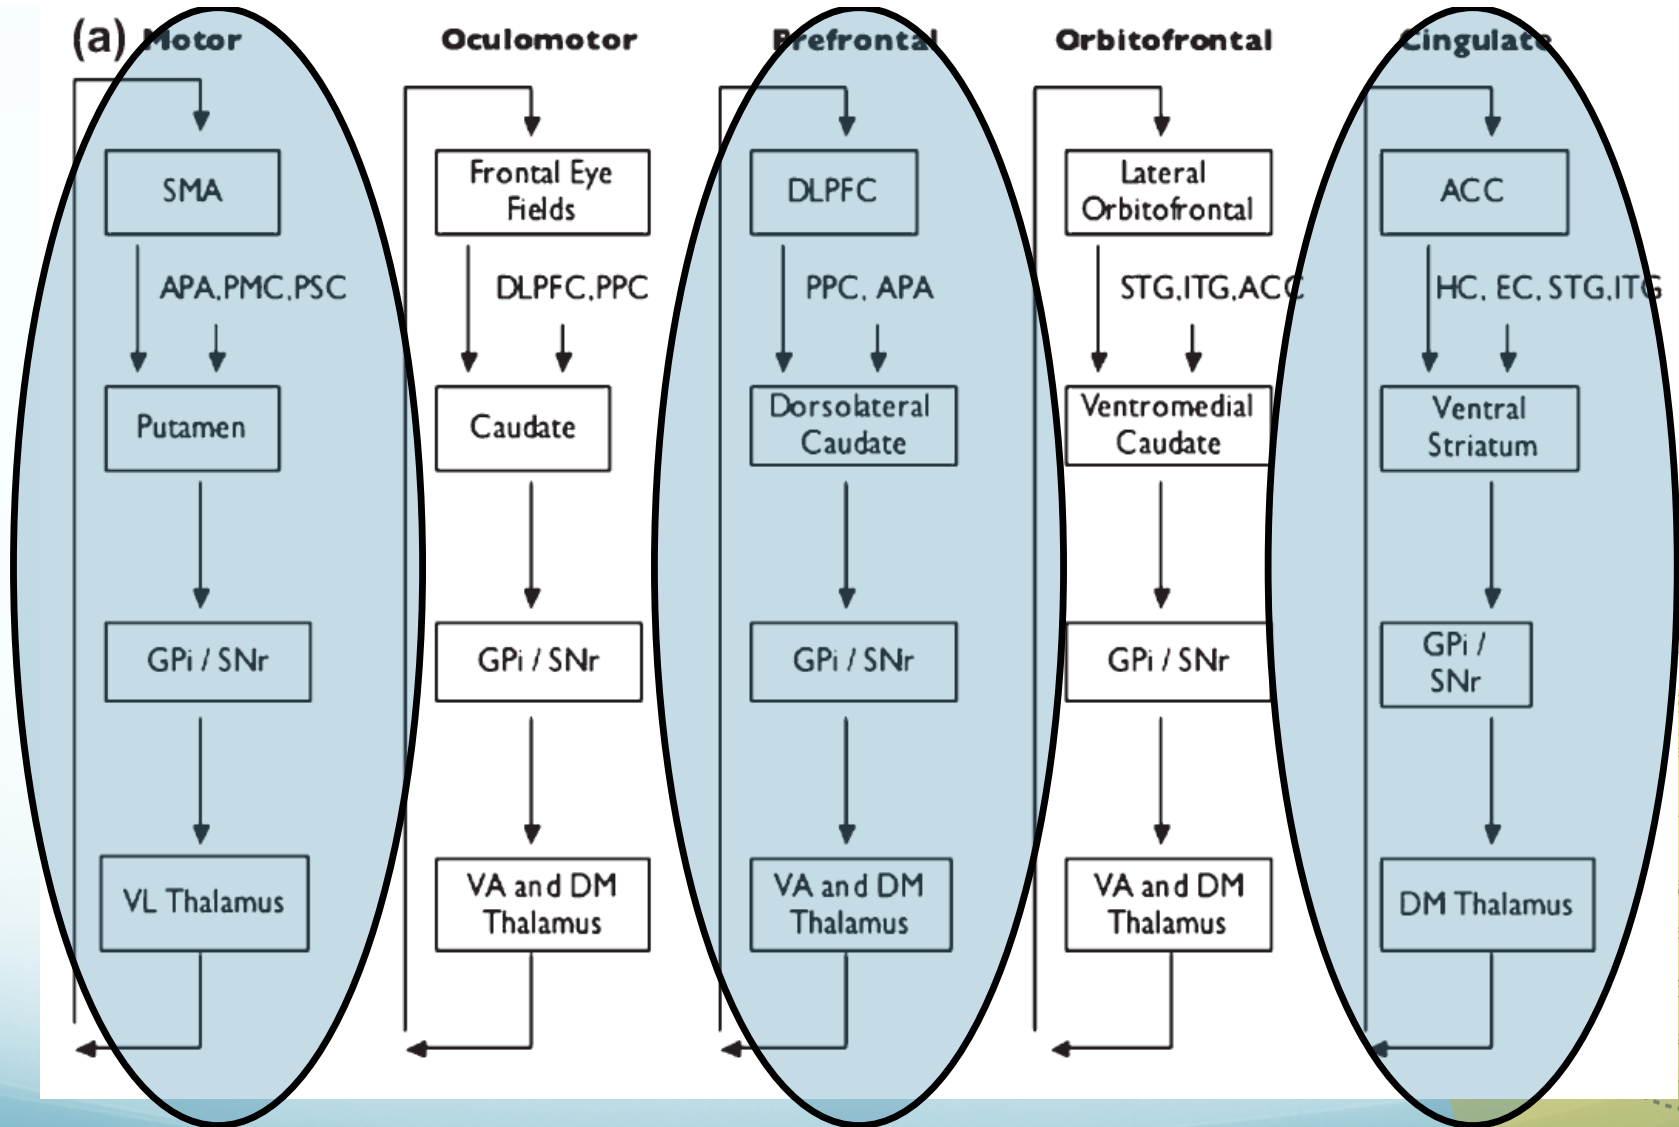 (a) Motor
Oculomotor
Prefrontal
Orbitofrontal
Cingulate
SMA
Frontal Eye
Fields
DLPFC
Lateral
Orbitofrontal
ACC
APA,PMC,PSC
DLPFC,PPC
PPC, APA
STG,ITG,ACC
HC, EC, STG,ITG
Putamen
Caudate
Dorsolateral
Caudate
Ventromedial
Caudate
Ventral
Striatum
GPi / SNr
GPi / SNr
GPi / SNr
GPi / SNr
GPi /
SNr
VL Thalamus
VA and DM
Thalamus
VA and DM
Thalamus
VA and DM
Thalamus
DM Thalamus